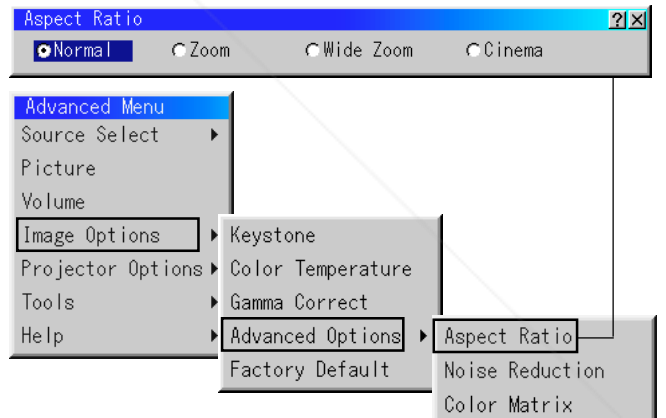 Aspect Ratio ? ×
Normal Zoom Wide Zoom Cinema
Advanced Menu
Source Select
Picture
Volume
Image Options
Projector Options
Tools
Help
Keystone
Color Temperature
Gamma Correct
Advanced Options
Factory Default
Aspect Ratio
Noise Reduction
Color Matrix